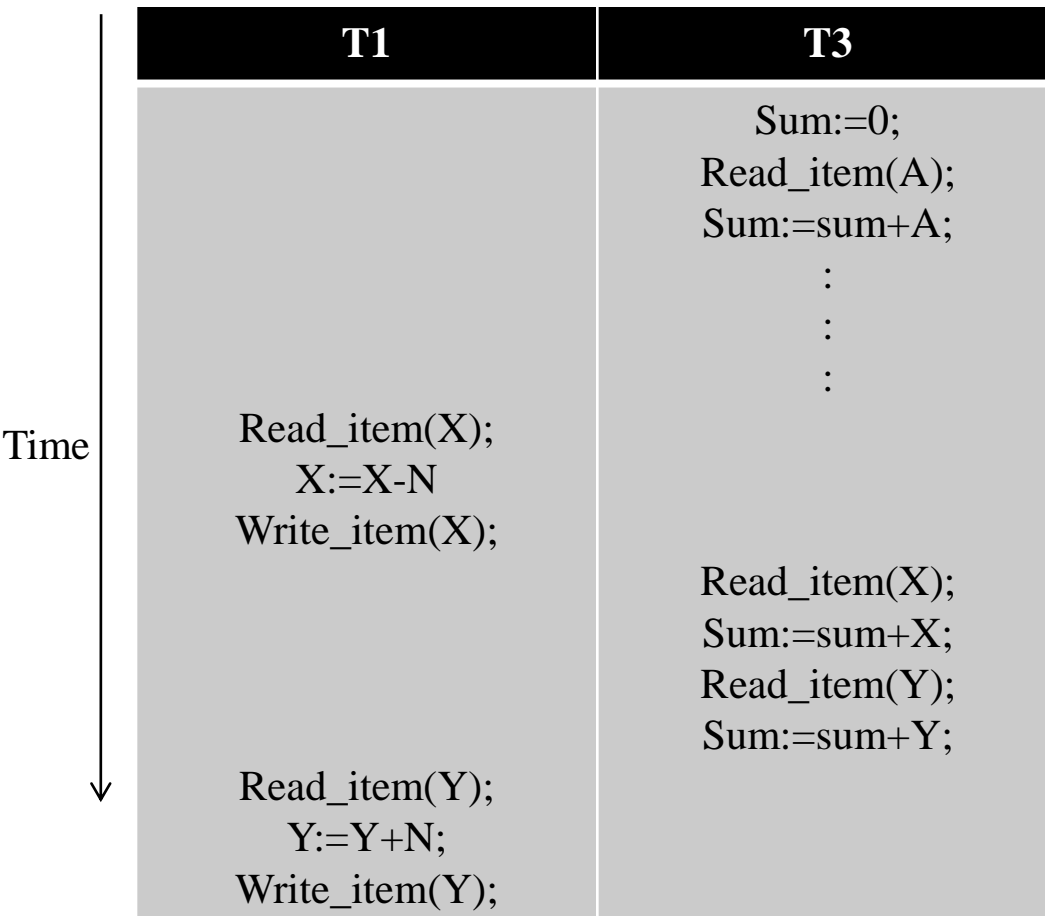 T1 T3
Sum:=0;
Read_item(A);
Sum:=sum+A;
:
:
:
Time
Read_item(X);
X:=X-N
Write_item(X);
Read_item(X);
Sum:=sum+X;
Read_item(Y);
Sum:=sum+Y;
Read_item(Y);
Y:=Y+N;
Write_item(Y);